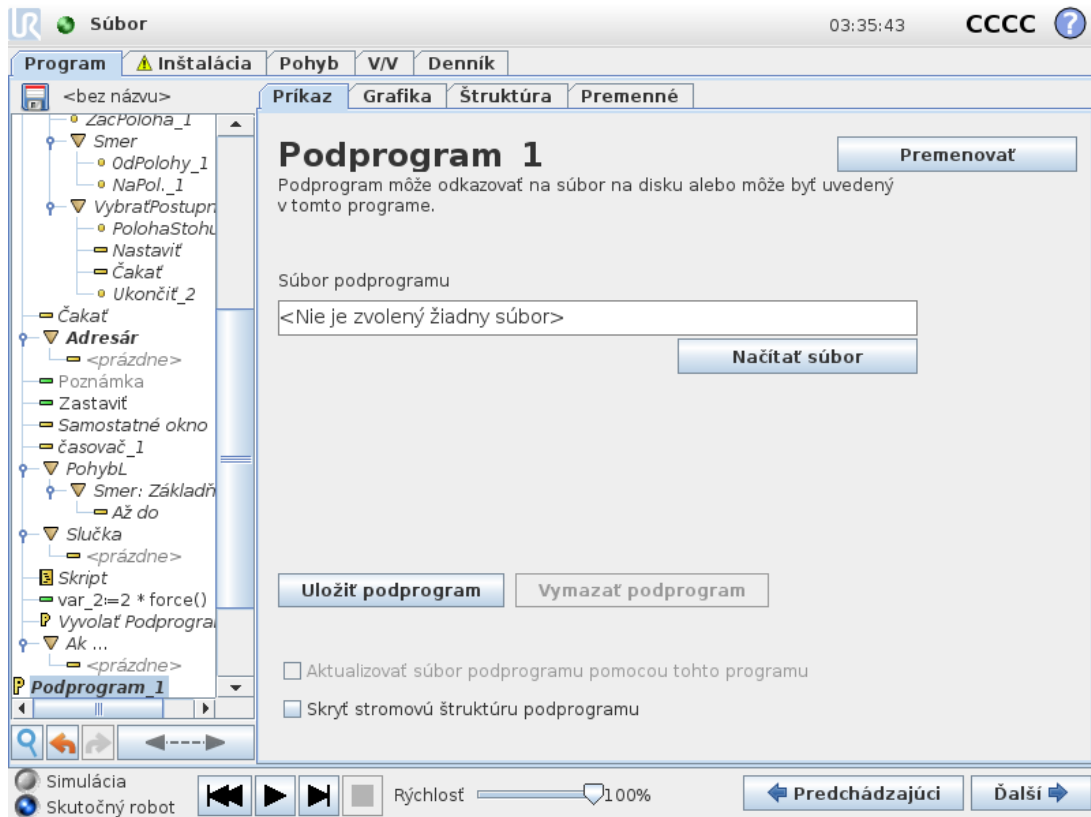 UR Súbor 03:35:43 CCCC ?
Program Inštalácia Pohyb V/V Denník
<bez názvu>
Príkaz Grafika Štruktúra Premenné
ZačPoloha_1
Smer
OdPolohy_1
NaPol._1
VybraťPostupn
PolohaStohu
Nastaviť
Čakať
Ukončiť_2
Čakať
Adresár
<prázdne>
Poznámka
Zastaviť
Samostatné okno
časovač_1
PohybL
Smer: Základň
Až do
Slučka
<prázdne>
Skript
var_2:=2 * force()
P Vyvolať Podprogra
Ak ...
<prázdne>
P Podprogram_1
Podprogram 1
Premenovať
Podprogram môže odkazovať na súbor na disku alebo môže byť uvedený
v tomto programe.
Súbor podprogramu
<Nie je zvolený žiadny súbor>
Načítať súbor
Uložiť podprogram Vymazať podprogram
Aktualizovať súbor podprogramu pomocou tohto programu
Skryť stromovú štruktúru podprogramu
Simulácia
Skutočný robot
Rýchlosť 100%
Predchádzajúci Ďalší